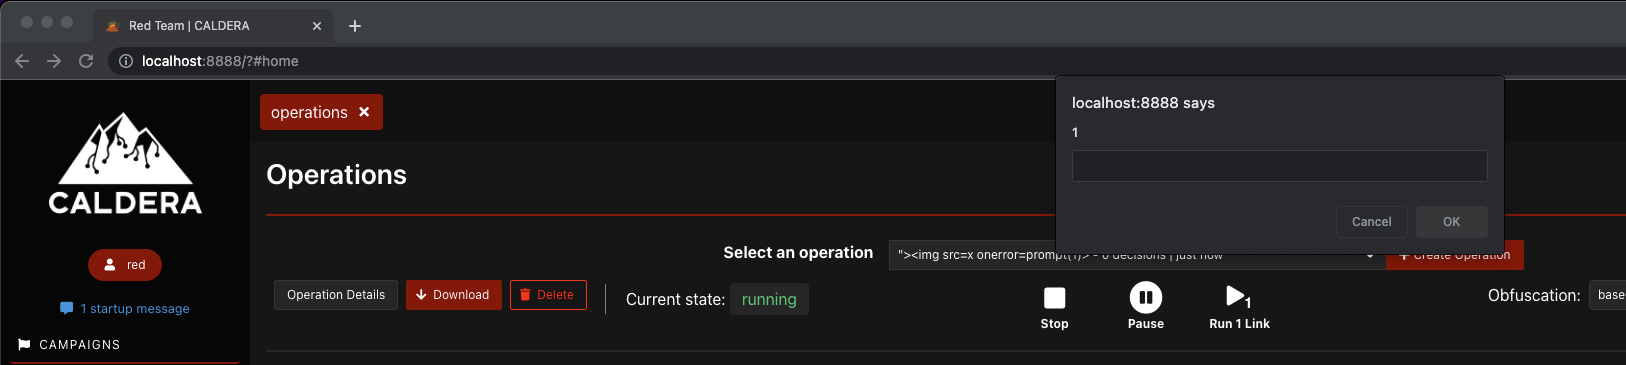 Red Team | CALDERA
localhost:8888/?#home
localhost:8888 says
1
Cancel
OK
operations
Operations
CALDERA
red
1 startup message
CAMPAIGNS
Select an operation
"><img src=x onerror=prompt(1)> - 0 decisions | just now
Create Operation
Operation Details
Download
Delete
Current state: running
Stop
Pause
1
Run 1 Link
Obfuscation:
base